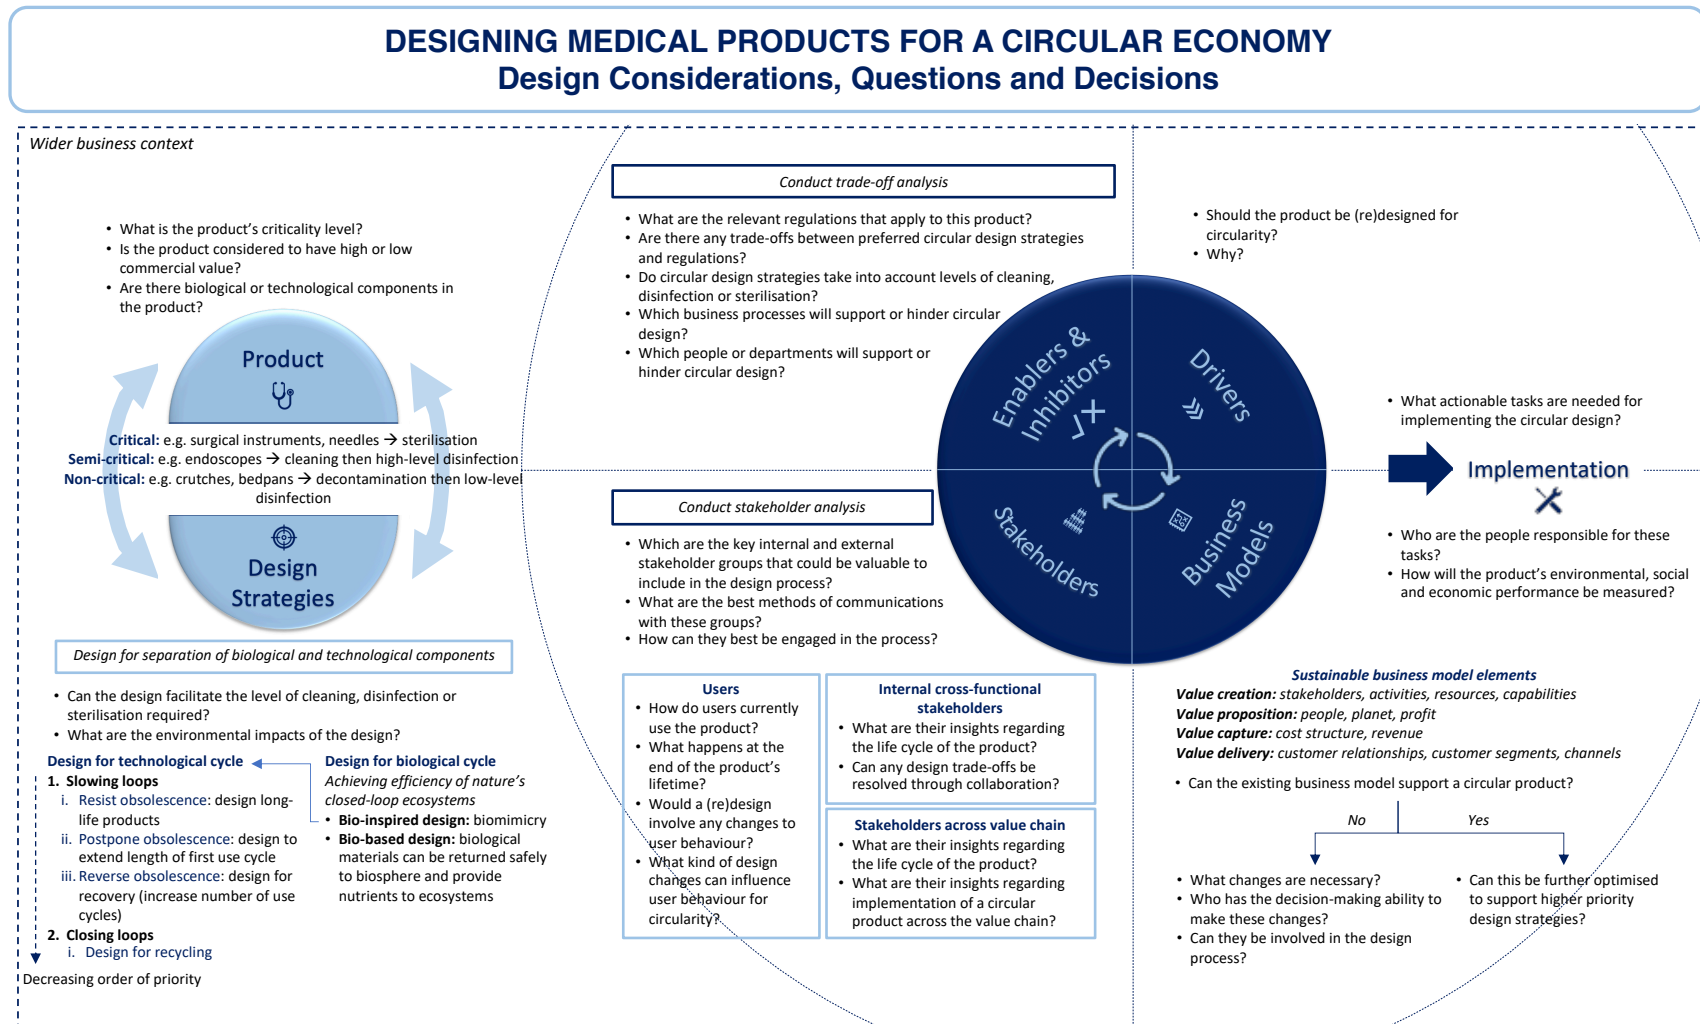 DESIGNING MEDICAL PRODUCTS FOR A CIRCULAR ECONOMY
Design Considerations, Questions and Decisions
Wider business context
• What is the product's criticality level?
• Is the product considered to have high or low
commercial value?
• Are there biological or technological components in
the product?
Product
Critical: e.g. surgical instruments, needles → sterilisation
Semi-critical: e.g. endoscopes → cleaning then high-level disinfection
Non-critical: e.g. crutches, bedpans → decontamination then low-level
disinfection
Design
Strategies
Design for separation of biological and technological components
• Can the design facilitate the level of cleaning, disinfection or
sterilisation required?
• What are the environmental impacts of the design?
Design for technological cycle
1. Slowing loops
i. Resist obsolescence: design long-
life products
ii. Postpone obsolescence: design to
extend length of first use cycle
iii. Reverse obsolescence: design for
recovery (increase number of use
cycles)
2. Closing loops
i. Design for recycling
Decreasing order of priority
Design for biological cycle
Achieving efficiency of nature's
closed-loop ecosystems
• Bio-inspired design: biomimicry
• Bio-based design: biological
materials can be returned safely
to biosphere and provide
nutrients to ecosystems
Conduct trade-off analysis
• What are the relevant regulations that apply to this product?
• Are there any trade-offs between preferred circular design strategies
and regulations?
• Do circular design strategies take into account levels of cleaning,
disinfection or sterilisation?
• Which business processes will support or hinder circular
design?
• Which people or departments will support or
hinder circular design?
Enablers &
Inhibitors
Drivers
Stakeholders
Business
Models
• Should the product be (re)designed for
circularity?
• Why?
• What actionable tasks are needed for
implementing the circular design?
Implementation
• Who are the people responsible for these
tasks?
• How will the product's environmental, social
and economic performance be measured?
Conduct stakeholder analysis
• Which are the key internal and external
stakeholder groups that could be valuable to
include in the design process?
• What are the best methods of communications
with these groups?
• How can they best be engaged in the process?
Users
• How do users currently
use the product?
• What happens at the
end of the product's
lifetime?
• Would a (re)design
involve any changes to
user behaviour?
• What kind of design
changes can influence
user behaviour for
circularity?
Internal cross-functional
stakeholders
• What are their insights regarding
the life cycle of the product?
• Can any design trade-offs be
resolved through collaboration?
Stakeholders across value chain
• What are their insights regarding
the life cycle of the product?
• What are their insights regarding
implementation of a circular
product across the value chain?
Sustainable business model elements
Value creation: stakeholders, activities, resources, capabilities
Value proposition: people, planet, profit
Value capture: cost structure, revenue
Value delivery: customer relationships, customer segments, channels
• Can the existing business model support a circular product?
No
Yes
• What changes are necessary?
• Who has the decision-making ability to
make these changes?
• Can they be involved in the design
process?
• Can this be further optimised
to support higher priority
design strategies?